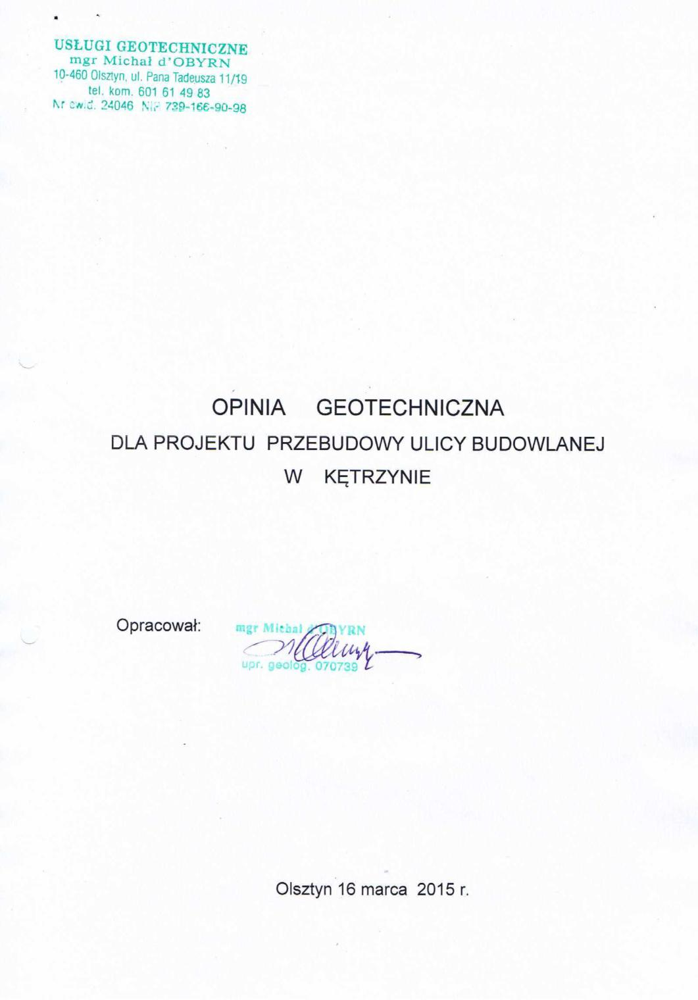 USŁUGI GEOTECHNICZNE
mgr Michał d'OBYRN
10-460 Olsztyn, ul. Pana Tadeusza 11/19
tel. kom. 601 61 49 83
Nr ewid. 24046 NIP 739-166-90-98
OPINIA GEOTECHNICZNA
DLA PROJEKTU PRZEBUDOWY ULICY BUDOWLANEJ
W KĘTRZYNIE
Opracował:
mgr Michał d'OBYRN
upr. geolog. 070739
Olsztyn 16 marca 2015 r.